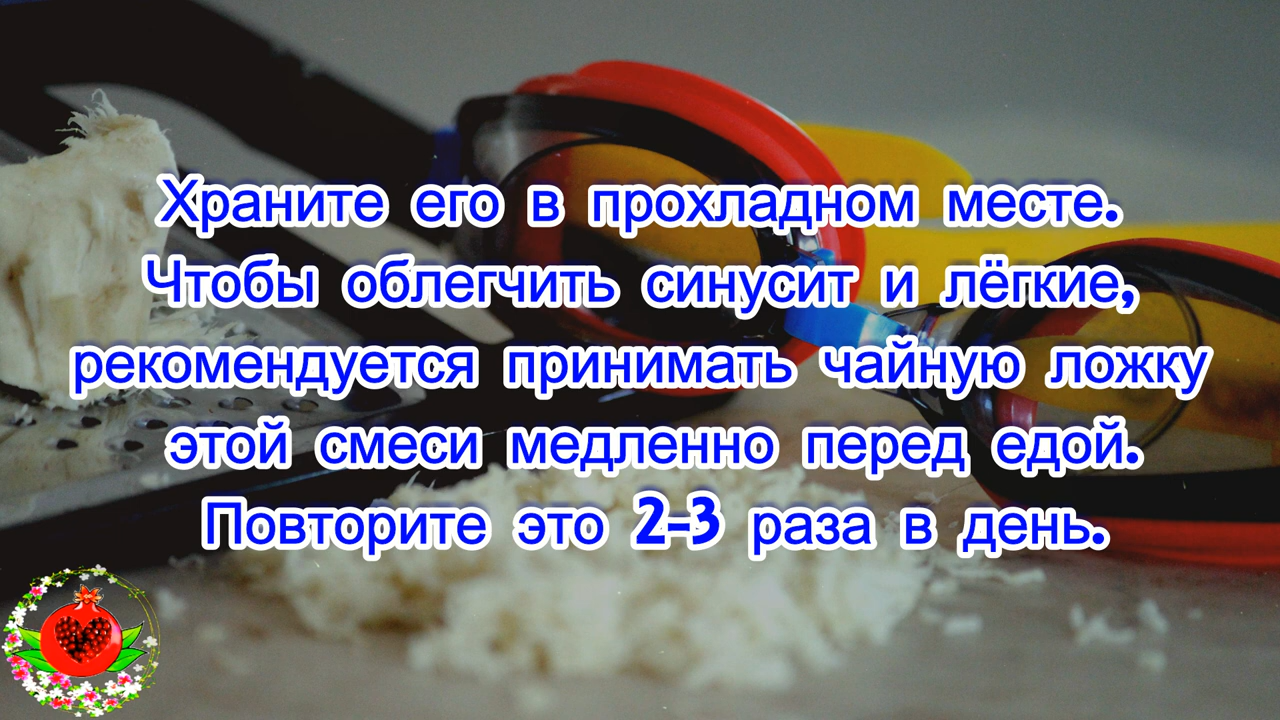 Храните его в прохладном месте.
Чтобы облегчить синусит и лёгкие,
рекомендуется принимать чайную ложку
этой смеси медленно перед едой.
Повторите это 2-3 раза в день.